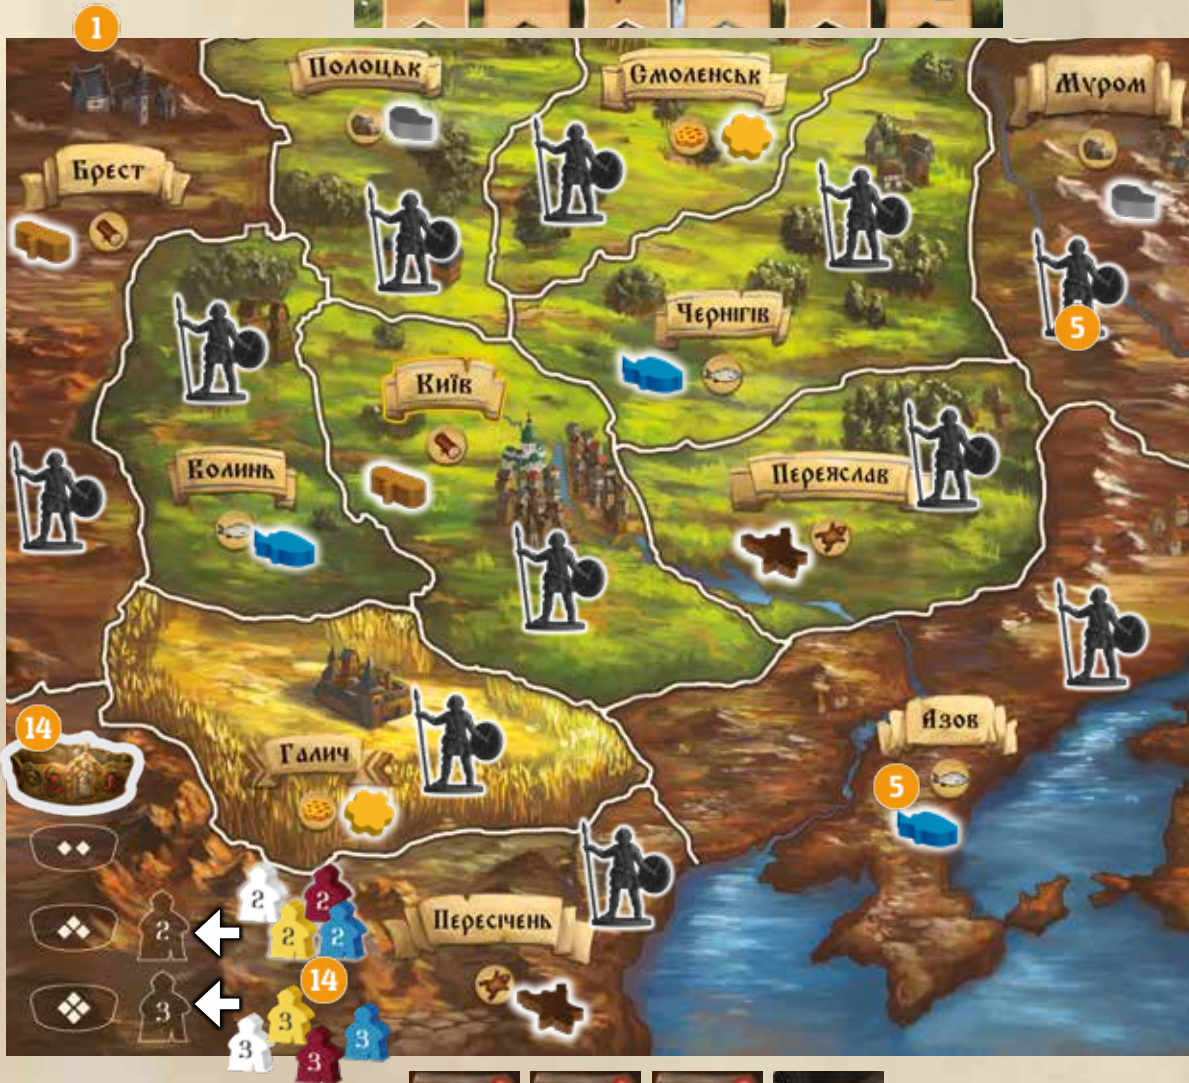 1
Полоцьк
Смоленськ
Муром
Брест
5
Чернігів
Київ
Волинь
Переяслав
14
Азов
Галич
5
2
2
2
2
2
Пересічень
14
3
3
3
3
3